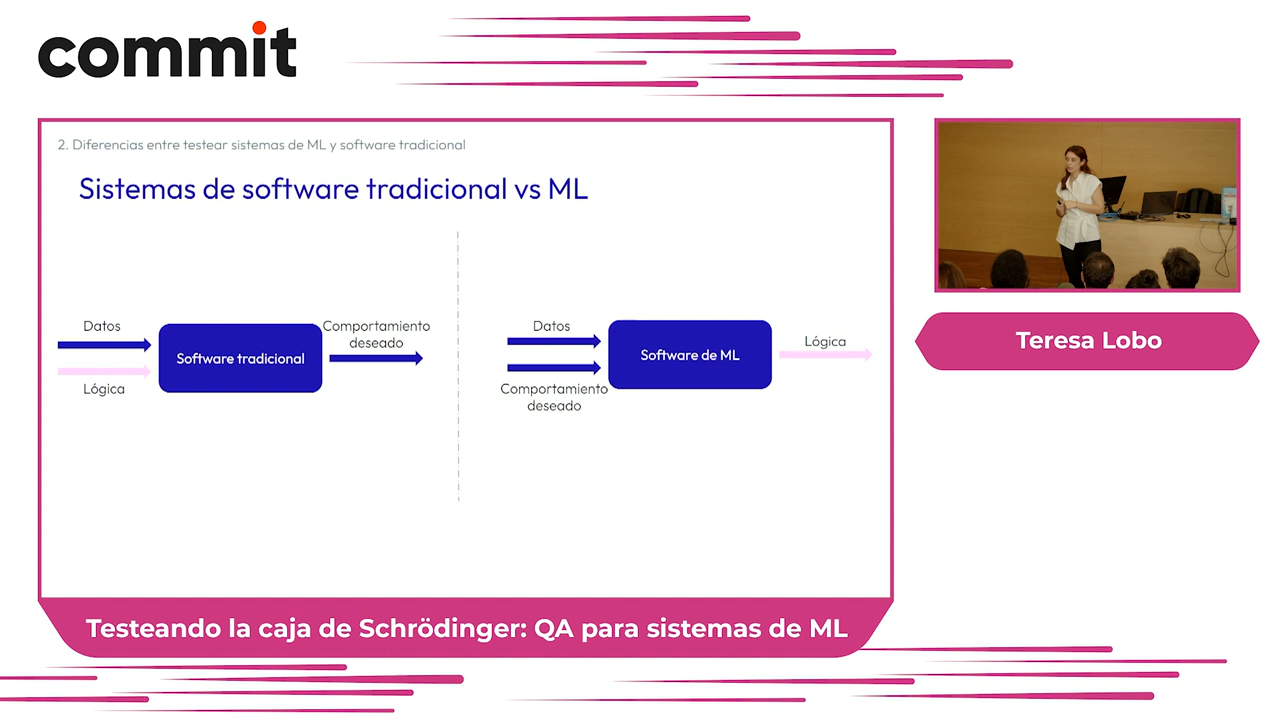 commit
2. Diferencias entre testear sistemas de ML y software tradicional
Sistemas de software tradicional vs ML
Datos
Lógica
Software tradicional
Comportamiento
deseado
Datos
Comportamiento
deseado
Software de ML
Lógica
Teresa Lobo
Testeando la caja de Schrödinger: QA para sistemas de ML